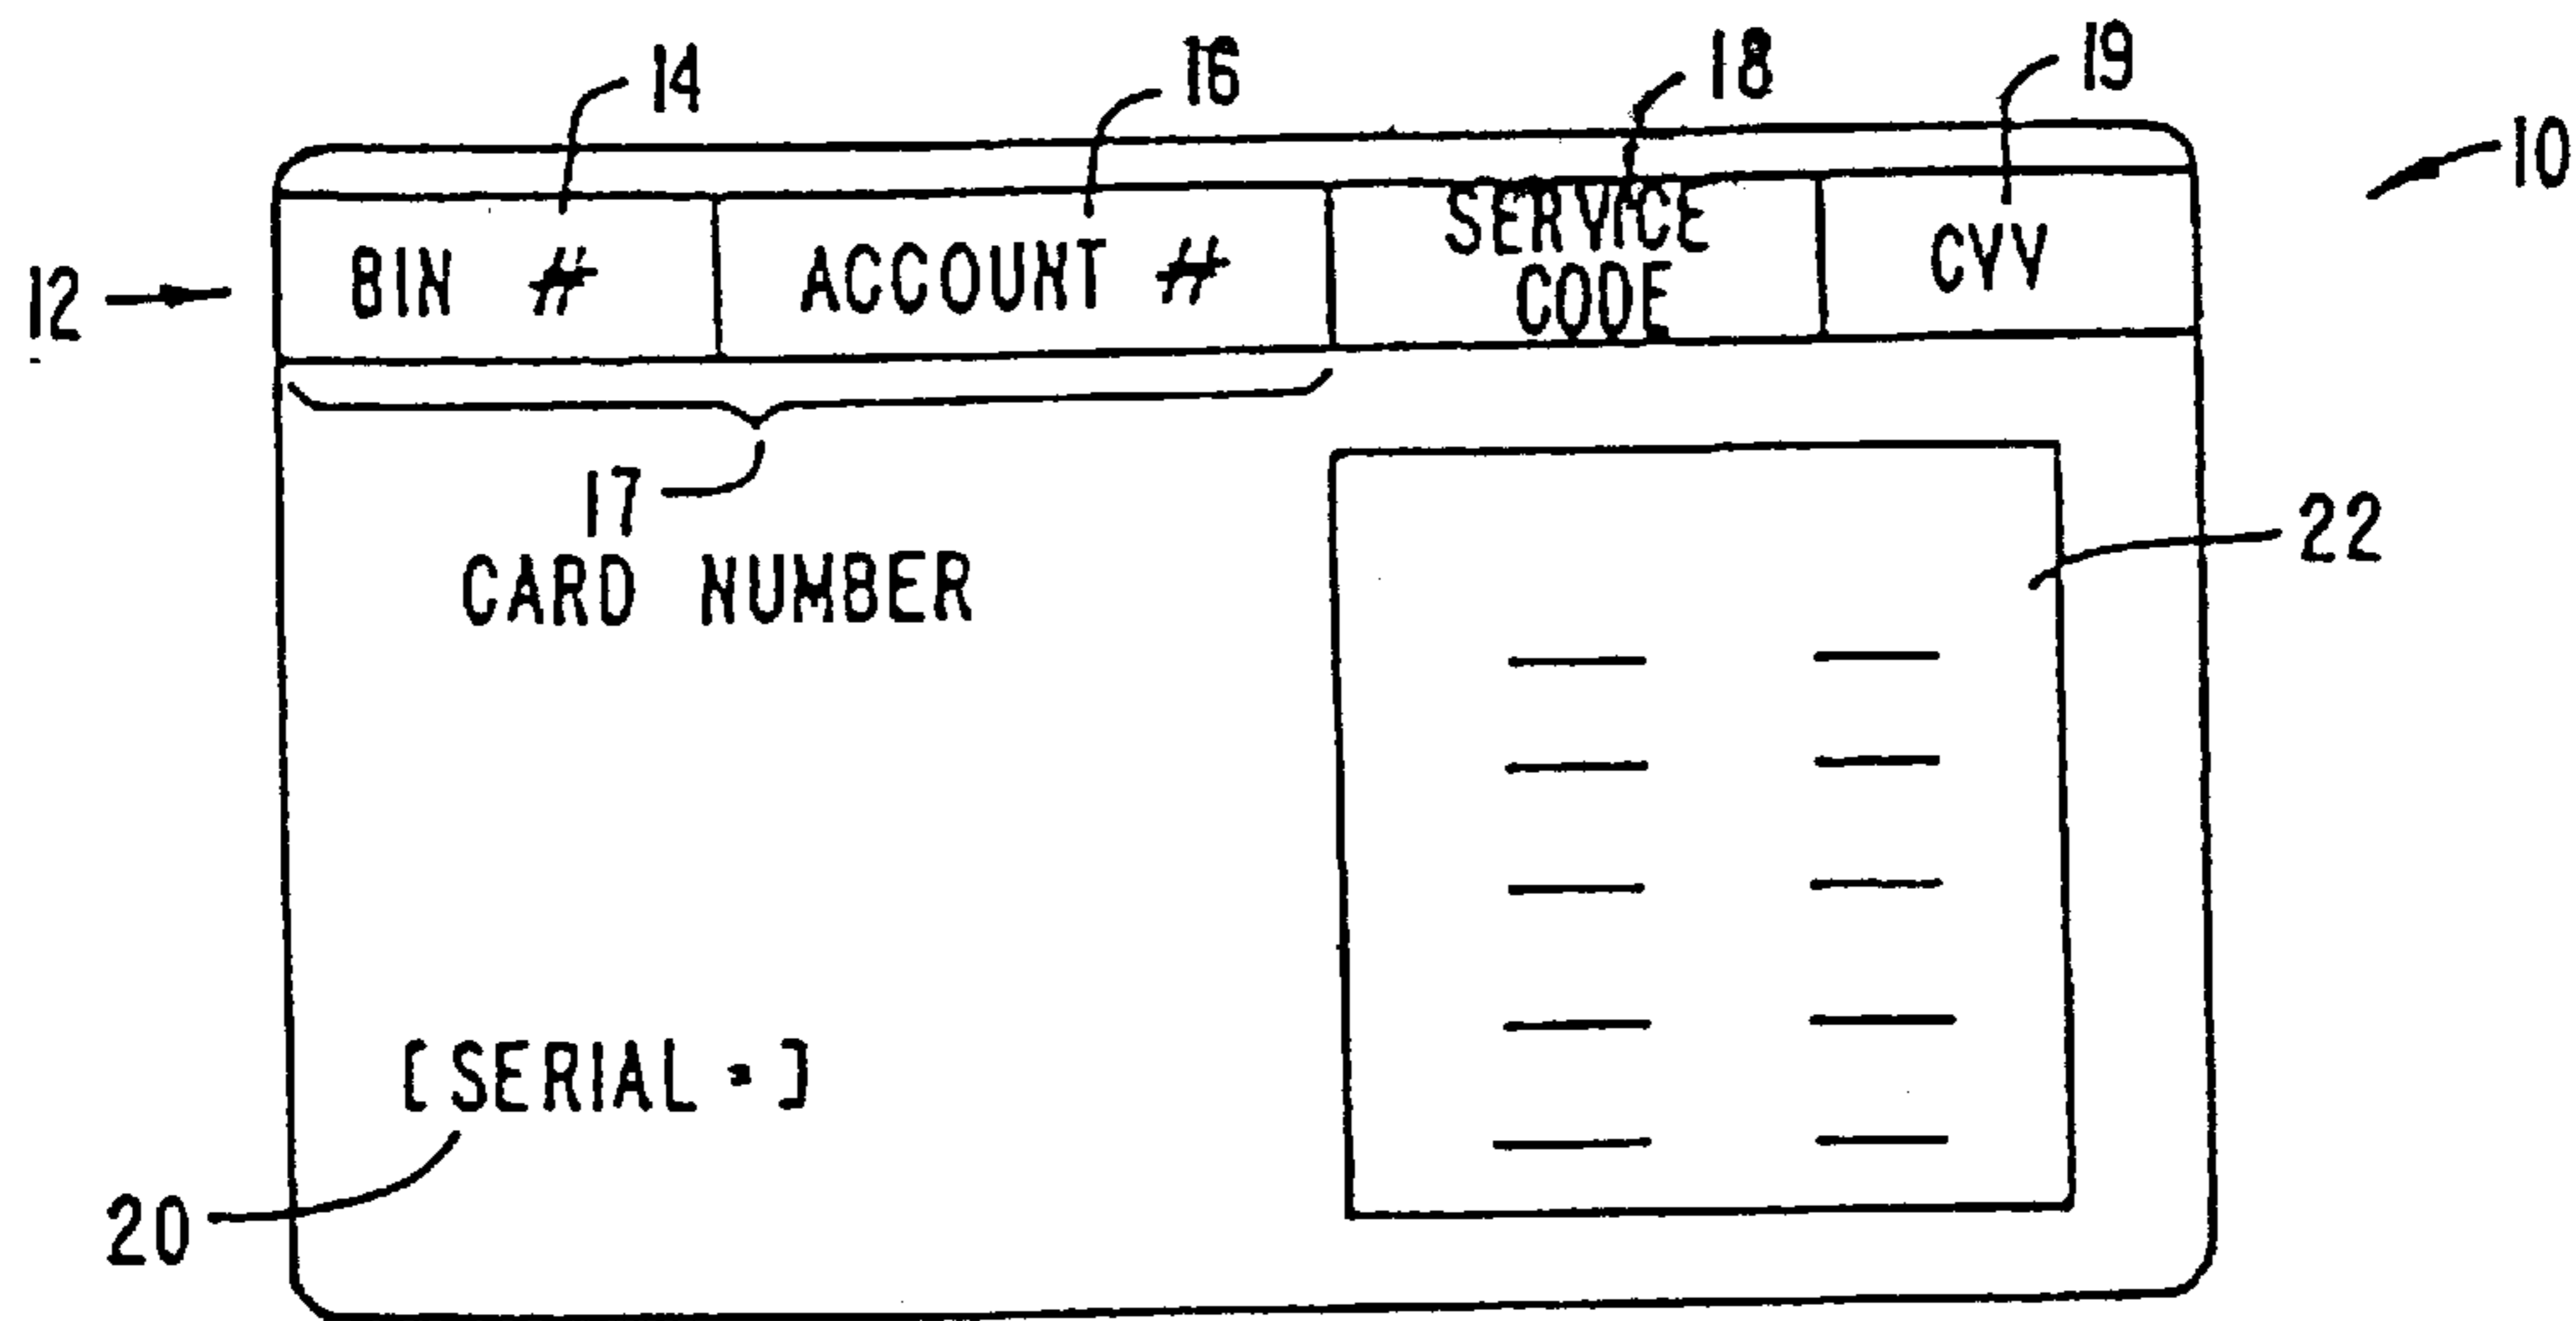 14 16 18 19
10
12 BIN # ACCOUNT # SERVICE CODE CVV
17
CARD NUMBER
22
[SERIAL = ]
20